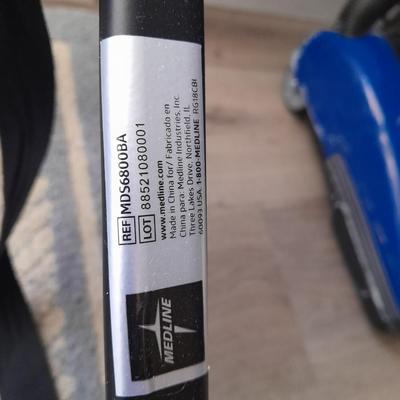 REF MDS6800BA
LOT 88521080001
www.medline.com
Made in China for/ Fabricado en
China para: Medline Industries, Inc.
Three Lakes Drive, Northfield, IL
60093 USA 1-800-MEDLINE RG18CBI
MEDLINE